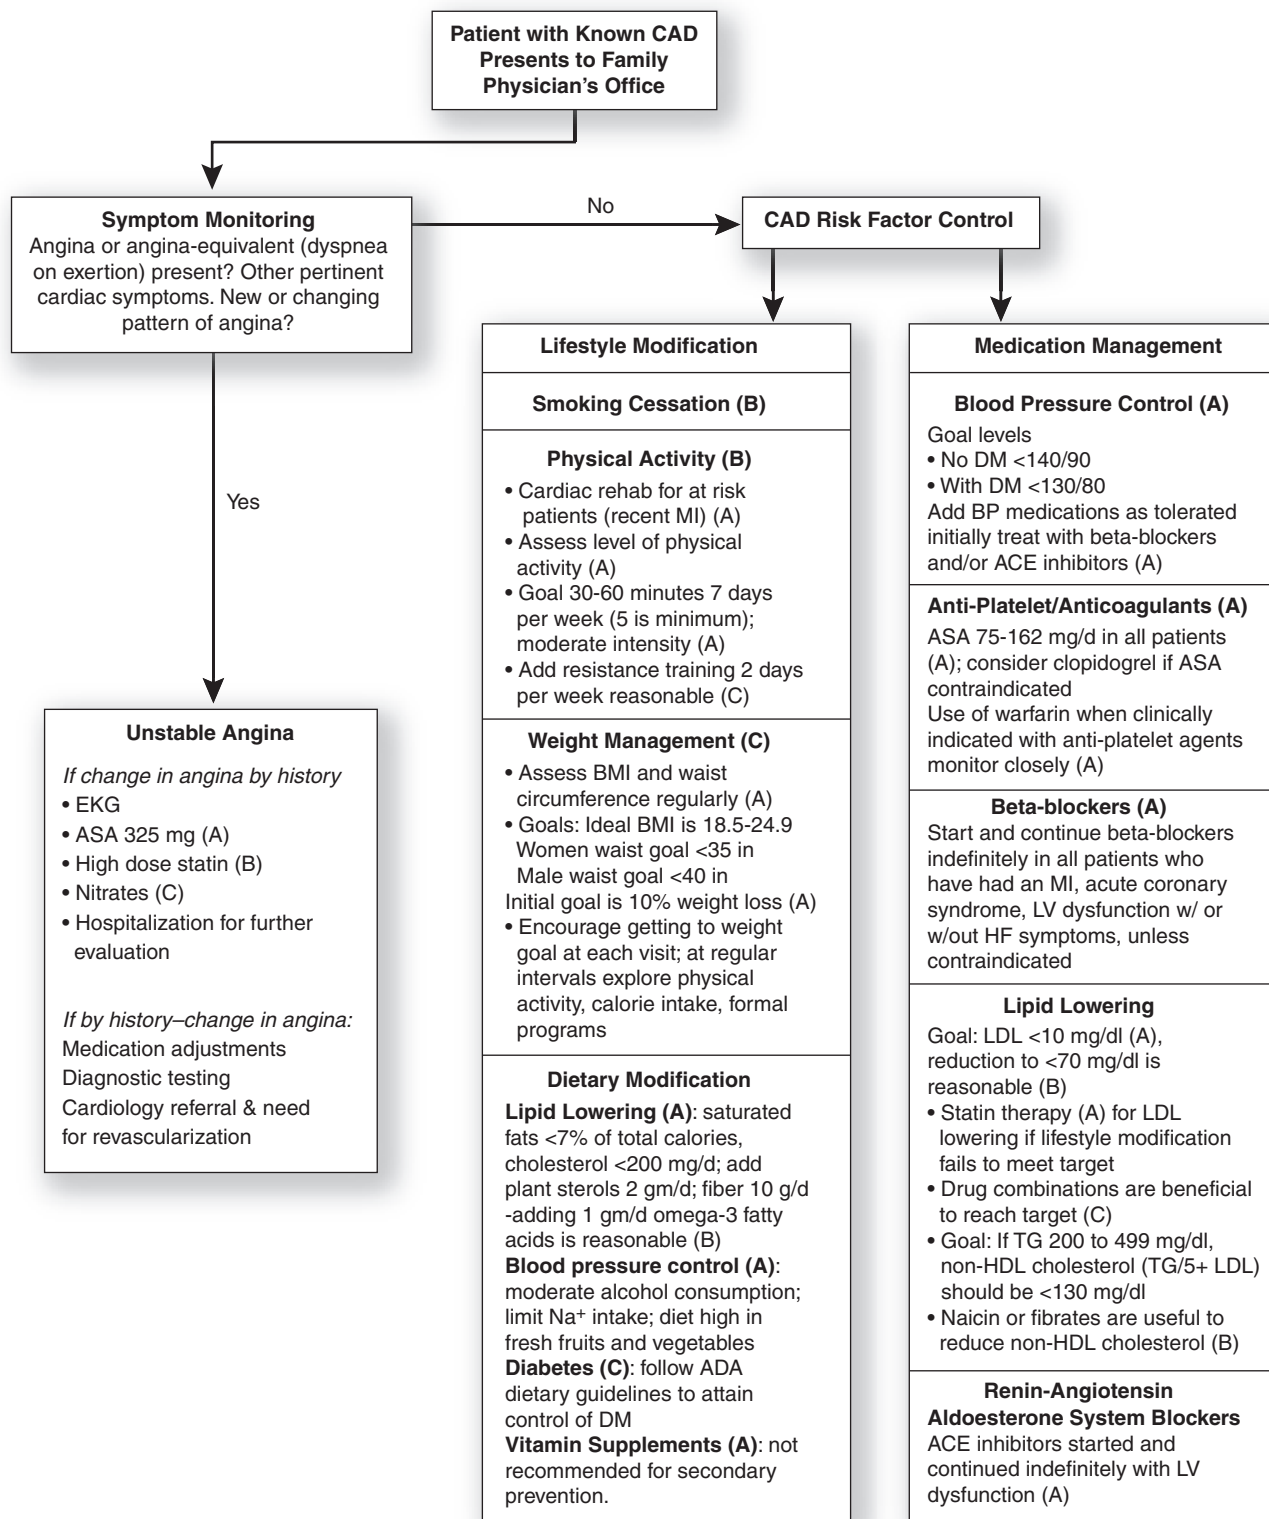 Patient with Known CAD
Presents to Family
Physician's Office
Symptom Monitoring
Angina or angina-equivalent (dyspnea
on exertion) present? Other pertinent
cardiac symptoms. New or changing
pattern of angina?
No
CAD Risk Factor Control
Yes
Unstable Angina
If change in angina by history
• EKG
• ASA 325 mg (A)
• High dose statin (B)
• Nitrates (C)
• Hospitalization for further
evaluation
If by history–change in angina:
Medication adjustments
Diagnostic testing
Cardiology referral & need
for revascularization
Lifestyle Modification
Smoking Cessation (B)
Physical Activity (B)
• Cardiac rehab for at risk
patients (recent MI) (A)
• Assess level of physical
activity (A)
• Goal 30-60 minutes 7 days
per week (5 is minimum);
moderate intensity (A)
• Add resistance training 2 days
per week reasonable (C)
Weight Management (C)
• Assess BMI and waist
circumference regularly (A)
• Goals: Ideal BMI is 18.5-24.9
Women waist goal <35 in
Male waist goal <40 in
Initial goal is 10% weight loss (A)
• Encourage getting to weight
goal at each visit; at regular
intervals explore physical
activity, calorie intake, formal
programs
Dietary Modification
Lipid Lowering (A): saturated
fats <7% of total calories,
cholesterol <200 mg/d; add
plant sterols 2 gm/d; fiber 10 g/d
-adding 1 gm/d omega-3 fatty
acids is reasonable (B)
Blood pressure control (A):
moderate alcohol consumption;
limit Na⁺ intake; diet high in
fresh fruits and vegetables
Diabetes (C): follow ADA
dietary guidelines to attain
control of DM
Vitamin Supplements (A): not
recommended for secondary
prevention.
Medication Management
Blood Pressure Control (A)
Goal levels
• No DM <140/90
• With DM <130/80
Add BP medications as tolerated
initially treat with beta-blockers
and/or ACE inhibitors (A)
Anti-Platelet/Anticoagulants (A)
ASA 75-162 mg/d in all patients
(A); consider clopidogrel if ASA
contraindicated
Use of warfarin when clinically
indicated with anti-platelet agents
monitor closely (A)
Beta-blockers (A)
Start and continue beta-blockers
indefinitely in all patients who
have had an MI, acute coronary
syndrome, LV dysfunction w/ or
w/out HF symptoms, unless
contraindicated
Lipid Lowering
Goal: LDL <10 mg/dl (A),
reduction to <70 mg/dl is
reasonable (B)
• Statin therapy (A) for LDL
lowering if lifestyle modification
fails to meet target
• Drug combinations are beneficial
to reach target (C)
• Goal: If TG 200 to 499 mg/dl,
non-HDL cholesterol (TG/5+ LDL)
should be <130 mg/dl
• Naicin or fibrates are useful to
reduce non-HDL cholesterol (B)
Renin-Angiotensin
Aldoesterone System Blockers
ACE inhibitors started and
continued indefinitely with LV
dysfunction (A)